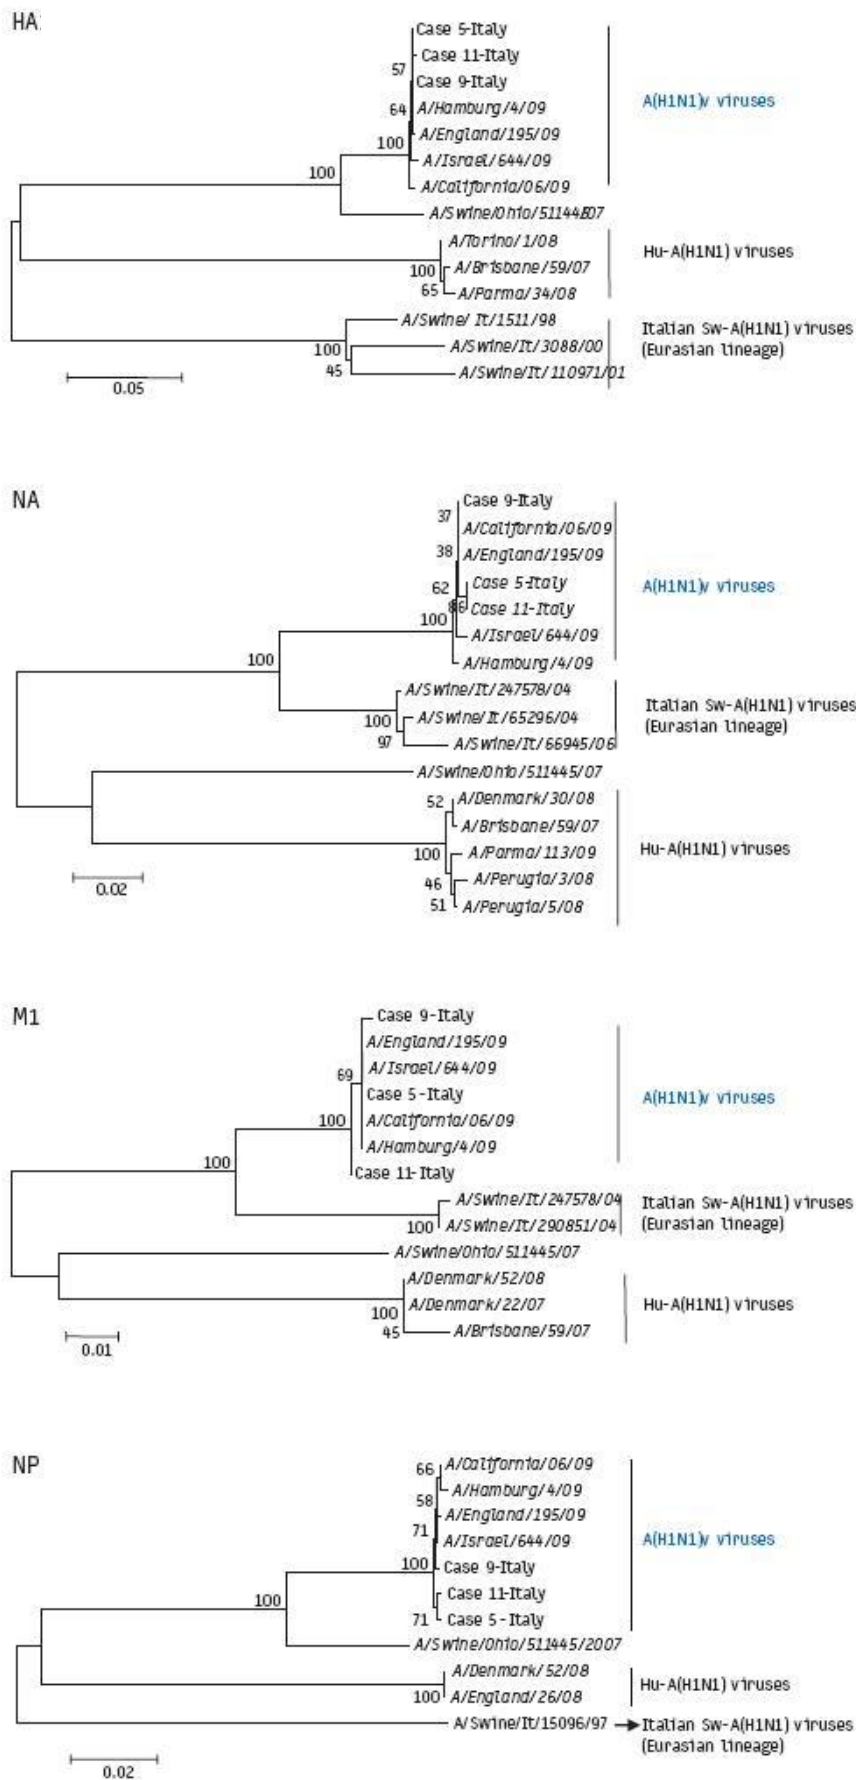 HA
Case 5-Italy
Case 11-Italy
57
Case 9-Italy
A(H1N1)v viruses
64
A/Hamburg/4/09
A/England/195/09
100
A/Israel/644/09
100
A/California/06/09
A/Torino/1/08
Hu-A(H1N1) viruses
100
A/Brisbane/59/07
65
A/Parma/34/08
A/Swine/ It/1511/98
Italian Sw-A(H1N1) viruses
100
A/Swine/It/3088/00
(Eurasian lineage)
45
A/Swine/It/110971/01
0.05
NA
Case 9-Italy
37
A/California/06/09
38
A/England/195/09
62
Case 5-Italy
A(H1N1)v viruses
86
Case 11-Italy
100
A/Israel/644/09
100
A/Hamburg/4/09
A/Swine/It/247578/04
Italian Sw-A(H1N1) viruses
100
A/Swine/It/65296/04
(Eurasian lineage)
97
A/Swine/It/66945/06
A/Swine/Ohio/511445/07
52
A/Denmark/30/08
A/Brisbane/59/07
100
A/Parma/113/09
Hu-A(H1N1) viruses
46
A/Perugia/3/08
51
A/Perugia/5/08
0.02
M1
Case 9-Italy
A/England/195/09
69
A/Israel/644/09
Case 5-Italy
A(H1N1)v viruses
100
A/California/06/09
A/Hamburg/4/09
100
Case 11-Italy
A/Swine/It/247578/04
Italian Sw-A(H1N1) viruses
100
A/Swine/It/290851/04
(Eurasian lineage)
A/Swine/Ohio/511445/07
A/Denmark/52/08
100
A/Denmark/22/07
Hu-A(H1N1) viruses
45
A/Brisbane/59/07
0.01
NP
66
A/California/06/09
A/Hamburg/4/09
58
A/England/195/09
71
A/Israel/644/09
A(H1N1)v viruses
100
Case 9-Italy
100
Case 11-Italy
71
Case 5-Italy
A/Swine/Ohio/511445/2007
A/Denmark/52/08
Hu-A(H1N1) viruses
100
A/England/26/08
A/Swine/It/15096/97
Italian Sw-A(H1N1) viruses
(Eurasian lineage)
0.02